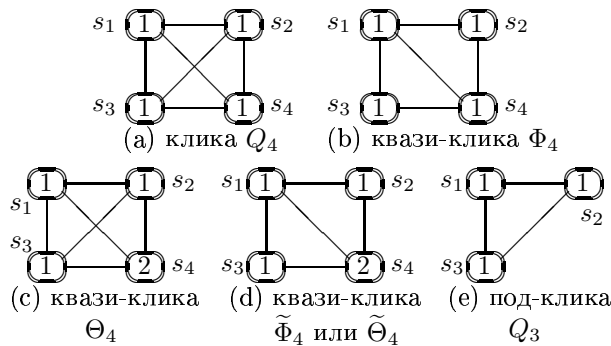 s₁ 1 1 s₂ s₁ 1 1 s₂
s₃ 1 1 s₄ s₃ 1 1 s₄
(a) клика Q₄ (b) квази-клика Φ₄
1 1 s₂ s₁ 1 1 s₂ s₁ 1 1
s₁ s₂
s₃
1 2 s₄ s₃ 1 2 s₄ s₃ 1
(c) квази-клика (d) квази-клика (e) под-клика
Θ₄ Φ̃₄ или Θ̃₄ Q₃